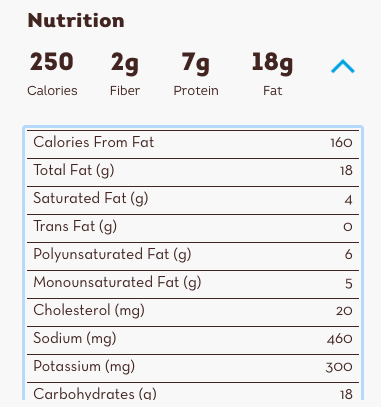 Nutrition
250 2g 7g 18g
Calories Fiber Protein Fat
Calories From Fat 160
Total Fat (g) 18
Saturated Fat (g) 4
Trans Fat (g) 0
Polyunsaturated Fat (g) 6
Monounsaturated Fat (g) 5
Cholesterol (mg) 20
Sodium (mg) 460
Potassium (mg) 300
Carbohydrates (g) 18